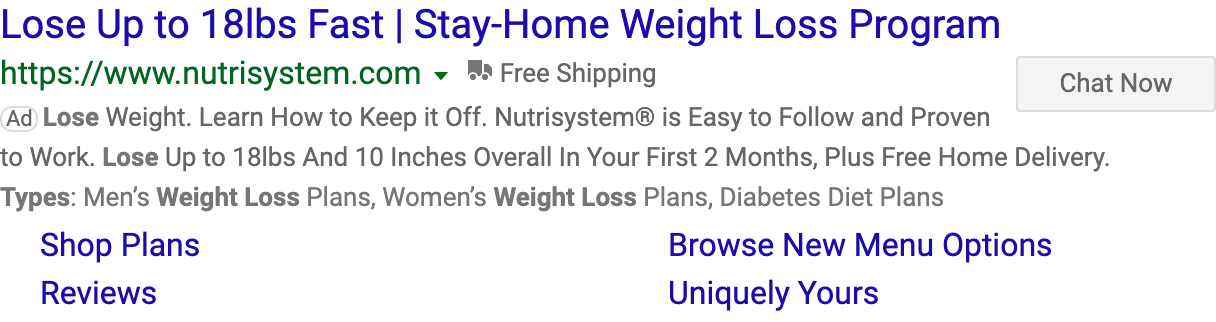 Lose Up to 18lbs Fast | Stay-Home Weight Loss Program
https://www.nutrisystem.com Free Shipping
Chat Now
Ad Lose Weight. Learn How to Keep it Off. Nutrisystem® is Easy to Follow and Proven
to Work. Lose Up to 18lbs And 10 Inches Overall In Your First 2 Months, Plus Free Home Delivery.
Types: Men’s Weight Loss Plans, Women’s Weight Loss Plans, Diabetes Diet Plans
Shop Plans
Browse New Menu Options
Reviews
Uniquely Yours